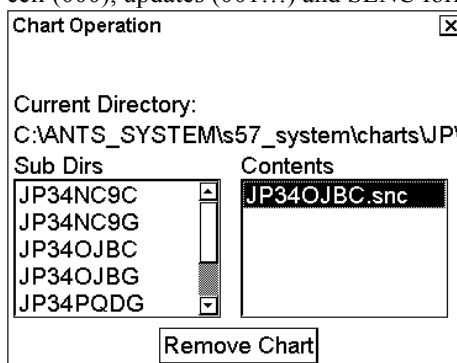 Chart Operation
Current Directory:
C:\ANTS_SYSTEM\s57_system\charts\JP\
Sub Dirs Contents
JP34NC9C JP34OJBC.snc
JP34NC9G
JP34OJBC
JP34OJBG
JP34PQDG
Remove Chart